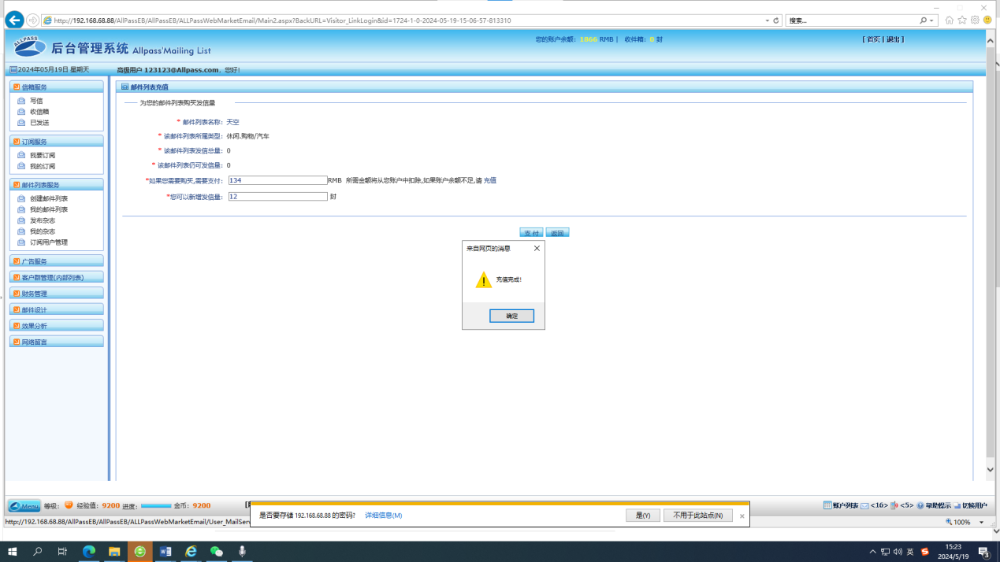 http://192.168.68.88/AllPassEB/AllPassEB/ALLPassWebMarketEmail/Main2.aspx?BackURL=Visitor_LinkLogin&id=1724-1-0-2024-05-19-15-06-57-813310
搜索...
ALLPASS 后台管理系统 Allpass'Mailing List
您的账户余额: 1066 RMB | 收件箱: 0 封
[ 首页 | 退出 ]
2024年05月19日 星期天
高级用户 123123@Allpass.com, 您好!
信箱服务
写信
收信箱
已发送
订阅服务
我要订阅
我的订阅
邮件列表服务
创建邮件列表
我的邮件列表
发布杂志
我的杂志
订阅用户管理
广告服务
客户群管理(内部列表)
财务管理
邮件设计
效果分析
网络留言
邮件列表充值
为您的邮件列表购买发信量
* 邮件列表名称: 天空
* 该邮件列表所属类型: 休闲.购物/汽车
* 该邮件列表发信总量: 0
* 该邮件列表仍可发信量: 0
*如果您需要购买,需要支付: 134 RMB 所需金额将从您账户中扣除,如果账户余额不足,请 充值
*您可以新增发信量: 12 封
支 付 返回
来自网页的消息
充值完成!
确定
Menu 等级: 经验值: 9200 进度: 金币: 9200
账户列表 <16> <5> 帮助提示 切换用户
是否要存储 192.168.68.88 的密码? 详细信息(M) 是(Y) 不用于此站点(N)
http://192.168.68.88/AllPassEB/AllPassEB/ALLPassWebMarketEmail/User_MailSer
100%
英
15:23
2024/5/19
3